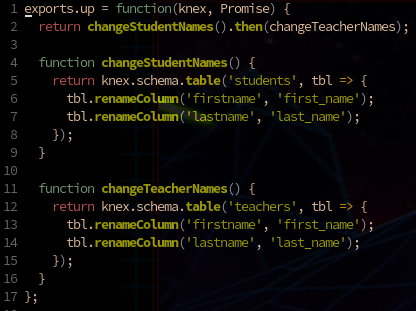 1 exports.up = function(knex, Promise) {
2   return changeStudentNames().then(changeTeacherNames);
3
4   function changeStudentNames() {
5     return knex.schema.table('students', tbl => {
6       tbl.renameColumn('firstname', 'first_name');
7       tbl.renameColumn('lastname', 'last_name');
8     });
9   }
10
11   function changeTeacherNames() {
12     return knex.schema.table('teachers', tbl => {
13       tbl.renameColumn('firstname', 'first_name');
14       tbl.renameColumn('lastname', 'last_name');
15     });
16   }
17 };